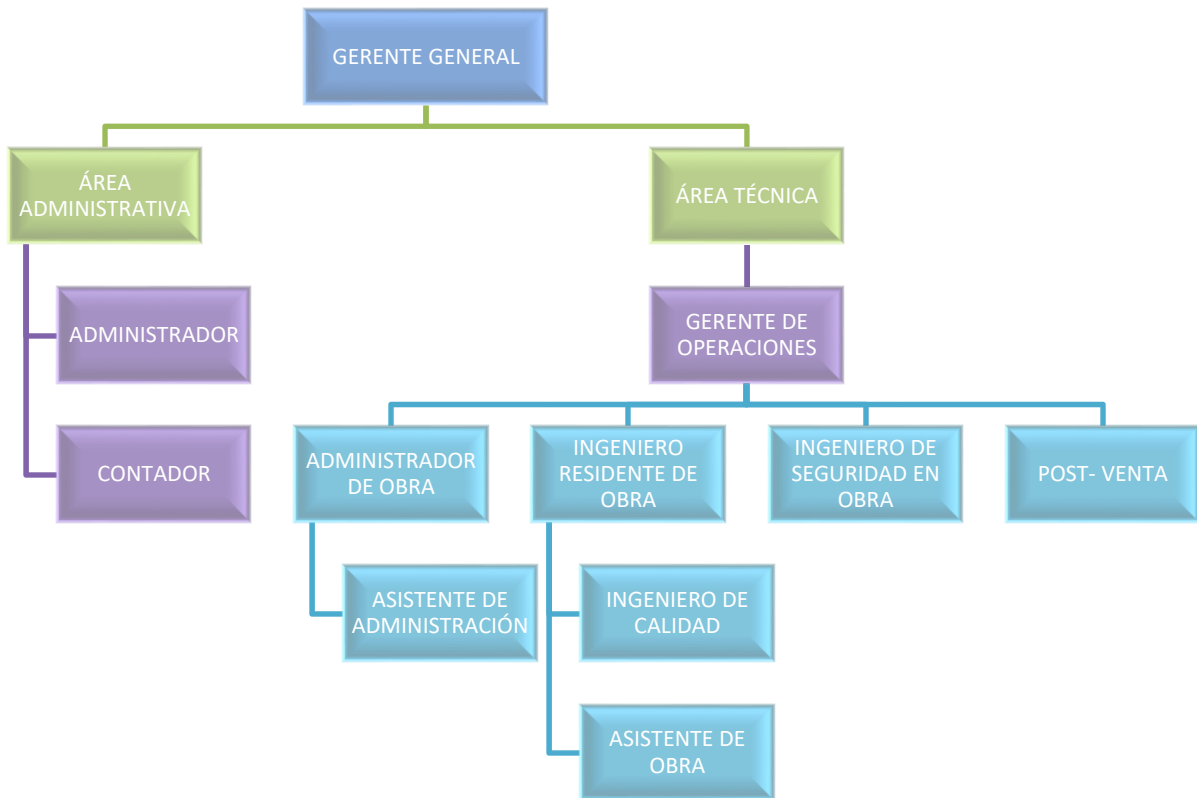 GERENTE GENERAL
ÁREA
ADMINISTRATIVA
ÁREA TÉCNICA
ADMINISTRADOR
GERENTE DE
OPERACIONES
CONTADOR
ADMINISTRADOR
DE OBRA
INGENIERO
RESIDENTE DE
OBRA
INGENIERO DE
SEGURIDAD EN
OBRA
POST- VENTA
ASISTENTE DE
ADMINISTRACIÓN
INGENIERO DE
CALIDAD
ASISTENTE DE
OBRA